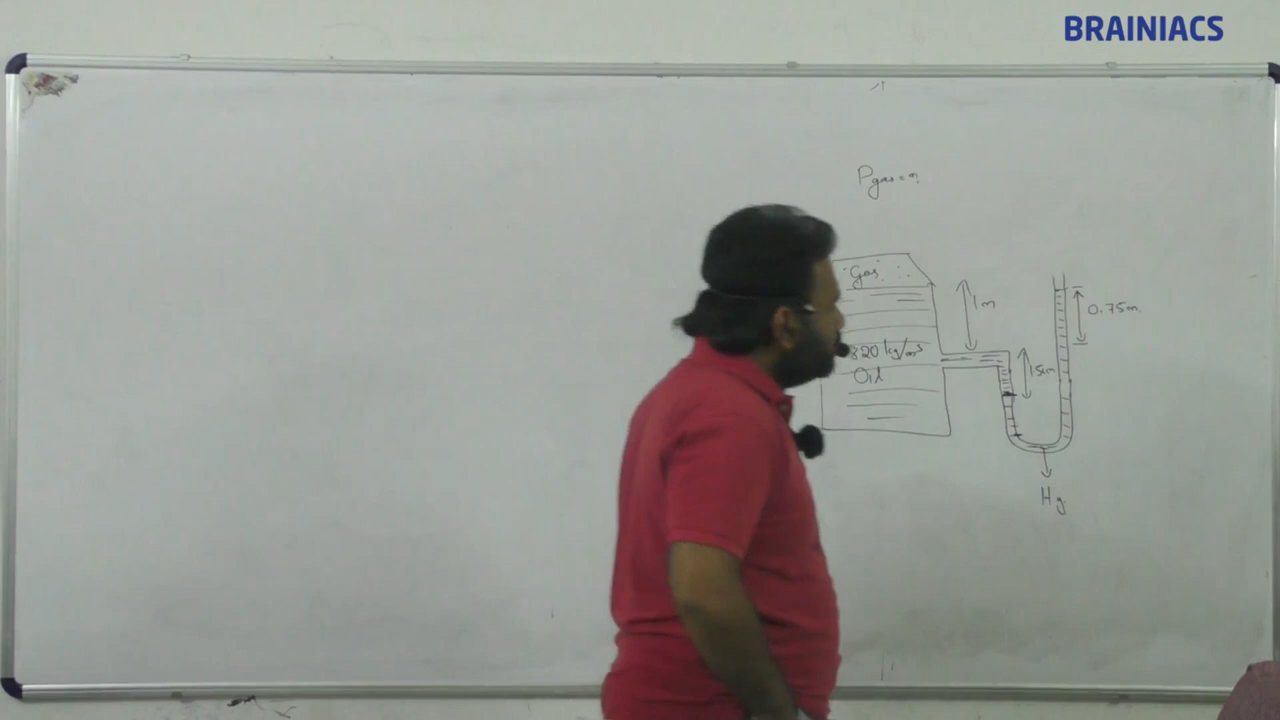 BRAINIACS
Pgas = ?
Gas
1m
0.75m
820 kg/m³
1.5m
Oil
Hg